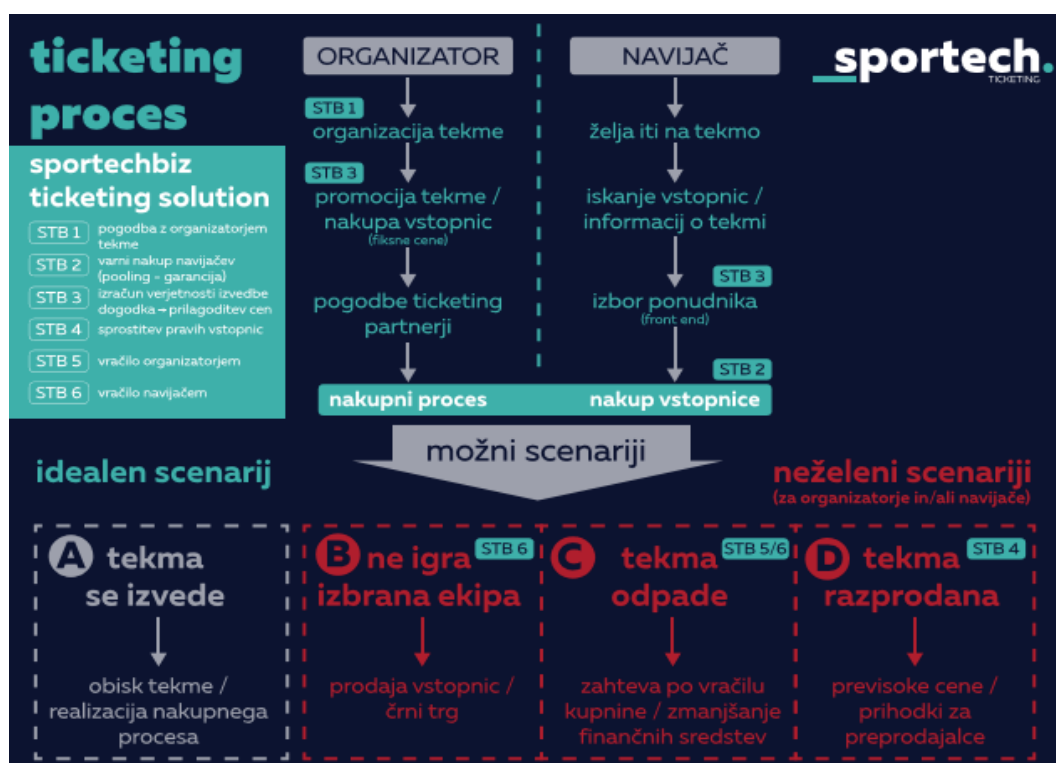 ticketing
proces
sportechbiz
ticketing solution
STB 1 pogodba z organizatorjem
tekme
STB 2 varni nakup navijačev
(pooling - garancija)
STB 3 izračun verjetnosti izvedbe
dogodka → prilagoditev cen
STB 4 sprostitev pravih vstopnic
STB 5 vračilo organizatorjem
STB 6 vračilo navijačem
ORGANIZATOR
STB 1
organizacija tekme
STB 3
promocija tekme /
nakupa vstopnic
(fiksne cene)
pogodbe ticketing
partnerji
nakupni proces
NAVIJAČ
želja iti na tekmo
iskanje vstopnic /
informacij o tekmi
STB 3
izbor ponudnika
(front end)
STB 2
nakup vstopnice
sportech.
TICKETING
možni scenariji
idealen scenarij
neželeni scenariji
(za organizatorje in/ali navijače)
A tekma
se izvede
obisk tekme /
realizacija nakupnega
procesa
B ne igra STB 6
izbrana ekipa
prodaja vstopnic /
črni trg
C tekma STB 5/6
odpade
zahteva po vračilu
kupnine / zmanjšanje
finančnih sredstev
D tekma STB 4
razprodana
previsoke cene /
prihodki za
preprodajalce